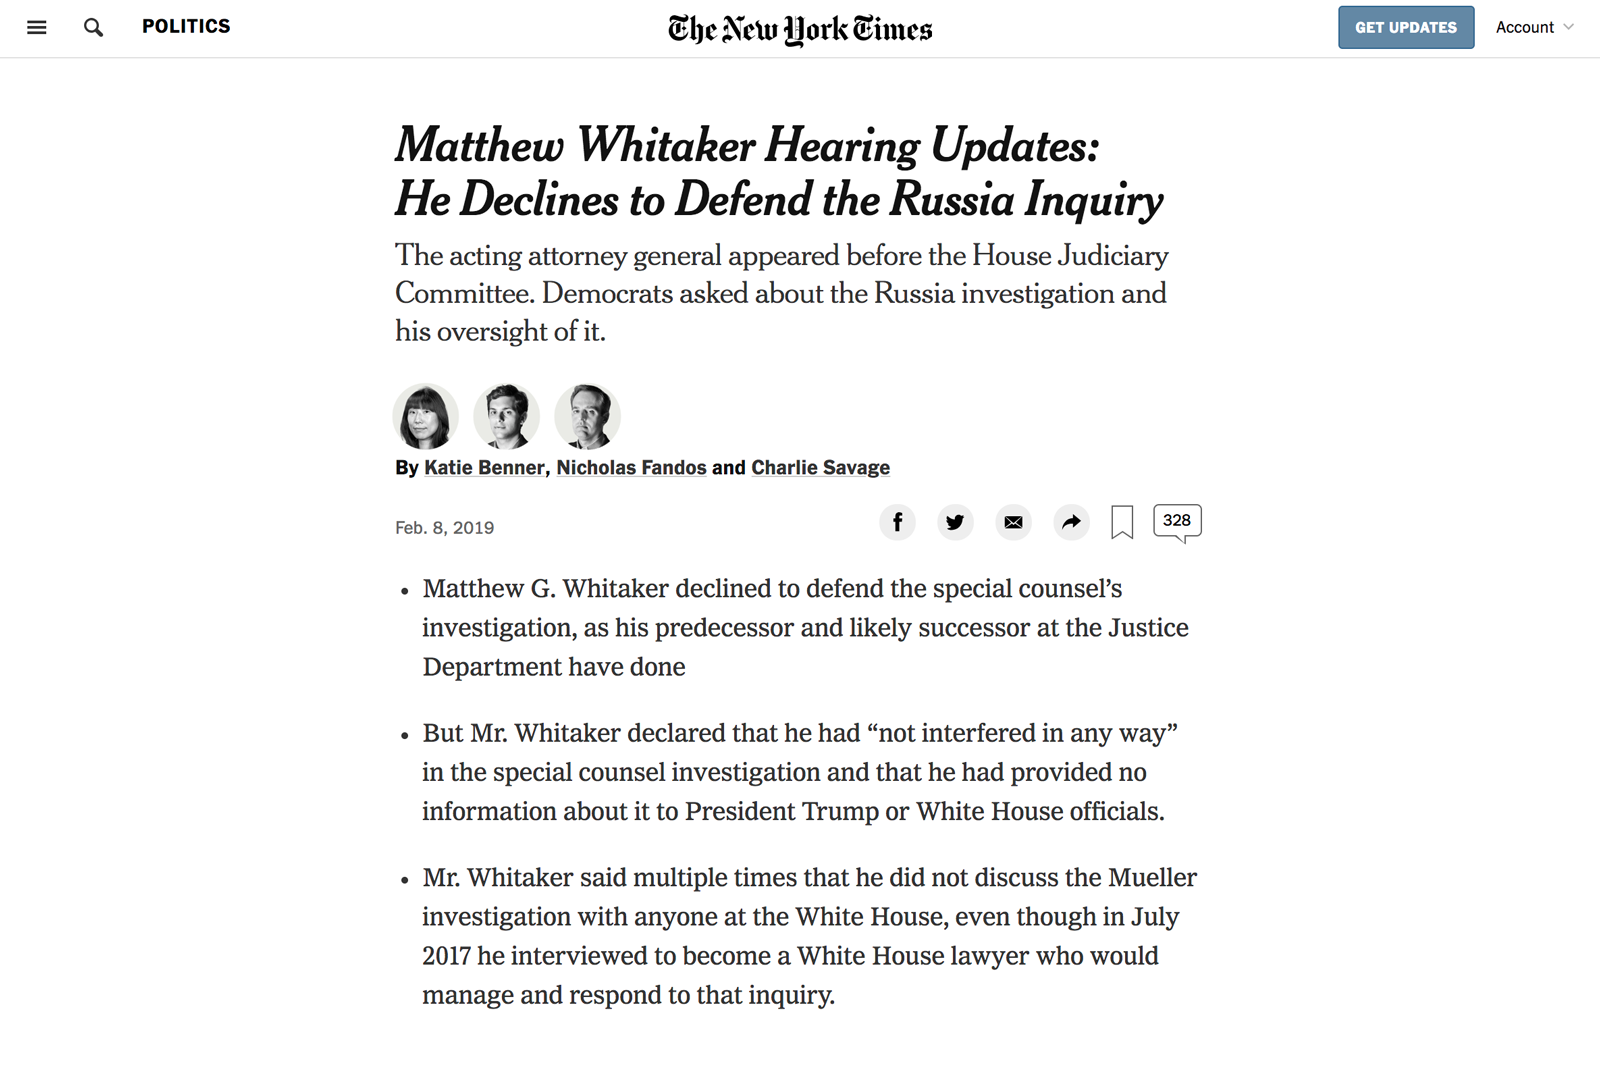 POLITICS
The New York Times
GET UPDATES
Account
Matthew Whitaker Hearing Updates:
He Declines to Defend the Russia Inquiry
The acting attorney general appeared before the House Judiciary
Committee. Democrats asked about the Russia investigation and
his oversight of it.
By Katie Benner, Nicholas Fandos and Charlie Savage
Feb. 8, 2019
328
• Matthew G. Whitaker declined to defend the special counsel’s
investigation, as his predecessor and likely successor at the Justice
Department have done
• But Mr. Whitaker declared that he had “not interfered in any way”
in the special counsel investigation and that he had provided no
information about it to President Trump or White House officials.
• Mr. Whitaker said multiple times that he did not discuss the Mueller
investigation with anyone at the White House, even though in July
2017 he interviewed to become a White House lawyer who would
manage and respond to that inquiry.